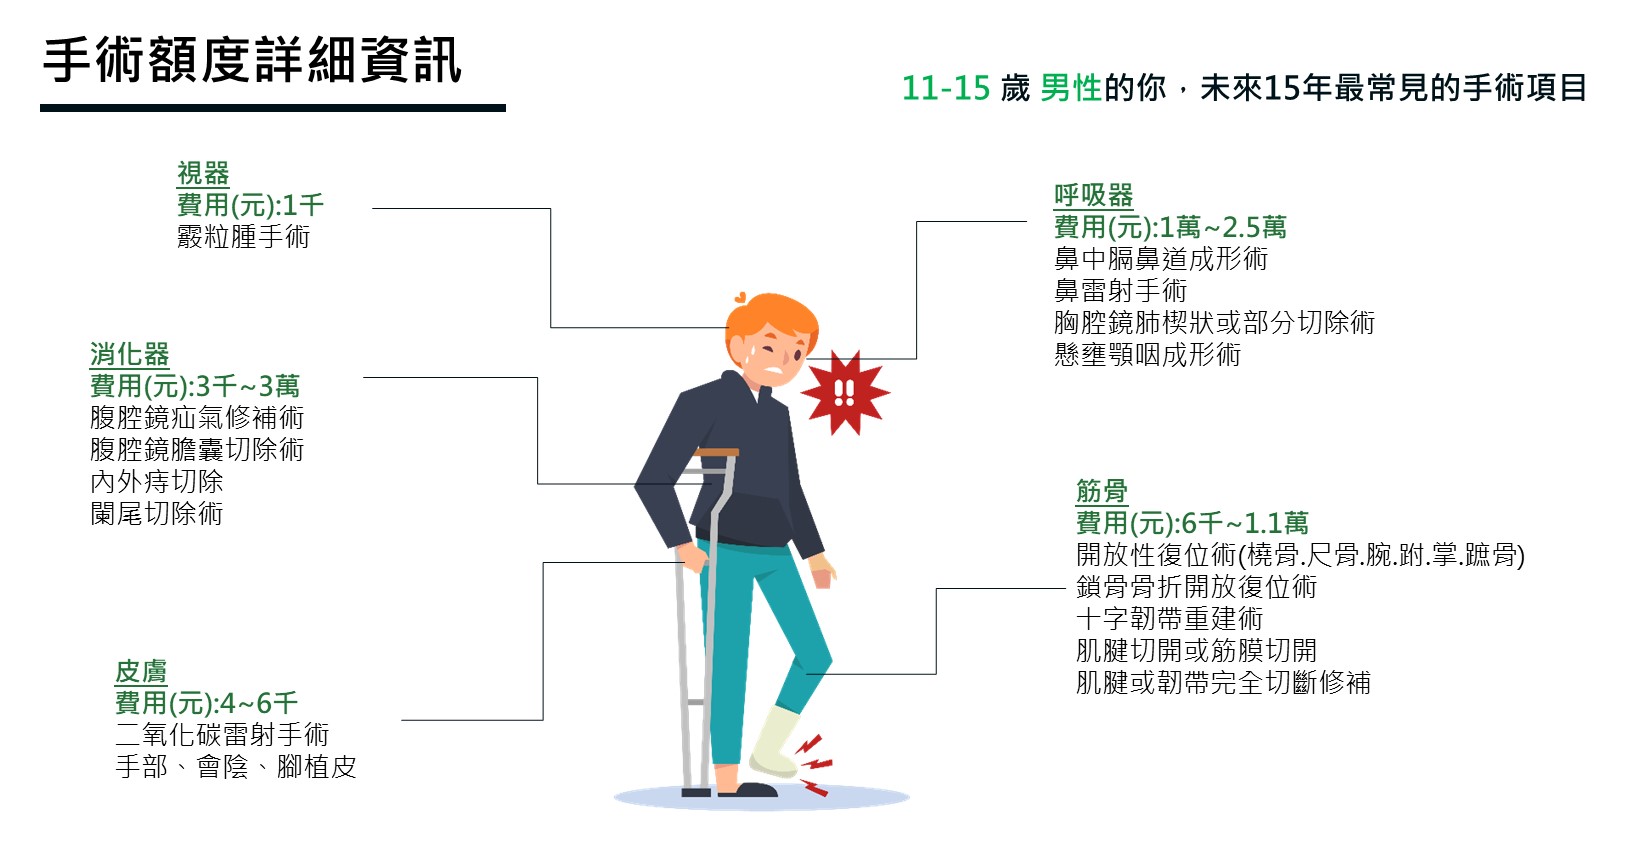 手術額度詳細資訊
11-15 歲 男性的你，未來15年最常見的手術項目
視器
費用(元):1千
霰粒腫手術
消化器
費用(元):3千~3萬
腹腔鏡疝氣修補術
腹腔鏡膽囊切除術
內外痔切除
闌尾切除術
皮膚
費用(元):4~6千
二氧化碳雷射手術
手部、會陰、腳植皮
呼吸器
費用(元):1萬~2.5萬
鼻中膈鼻道成形術
鼻雷射手術
胸腔鏡肺楔狀或部分切除術
懸壅顎咽成形術
筋骨
費用(元):6千~1.1萬
開放性復位術(橈骨.尺骨.腕.跗.掌.蹠骨)
鎖骨骨折開放復位術
十字韌帶重建術
肌腱切開或筋膜切開
肌腱或韌帶完全切斷修補
!!